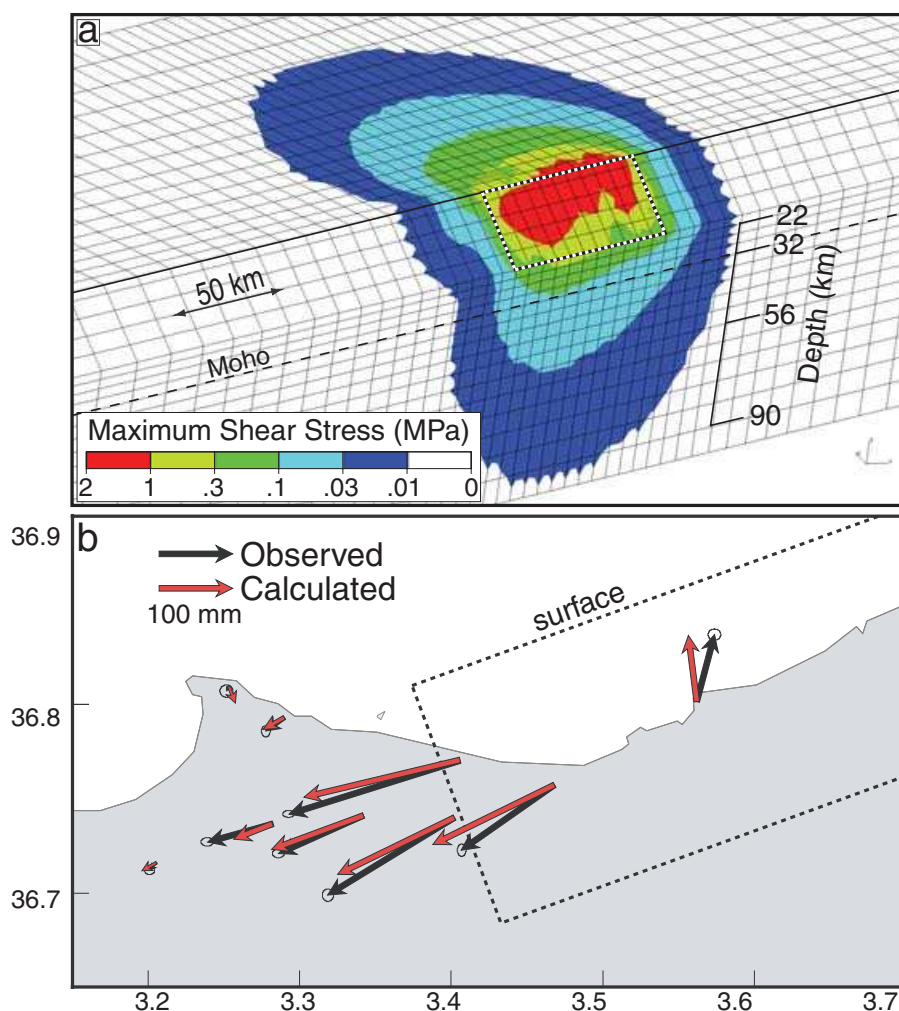 a
50 km
Moho
22
32
56
90
Depth (km)
Maximum Shear Stress (MPa)
2 1 .3 .1 .03 .01 0
b
36.9
36.8
36.7
Observed
Calculated
100 mm
surface
3.2 3.3 3.4 3.5 3.6 3.7